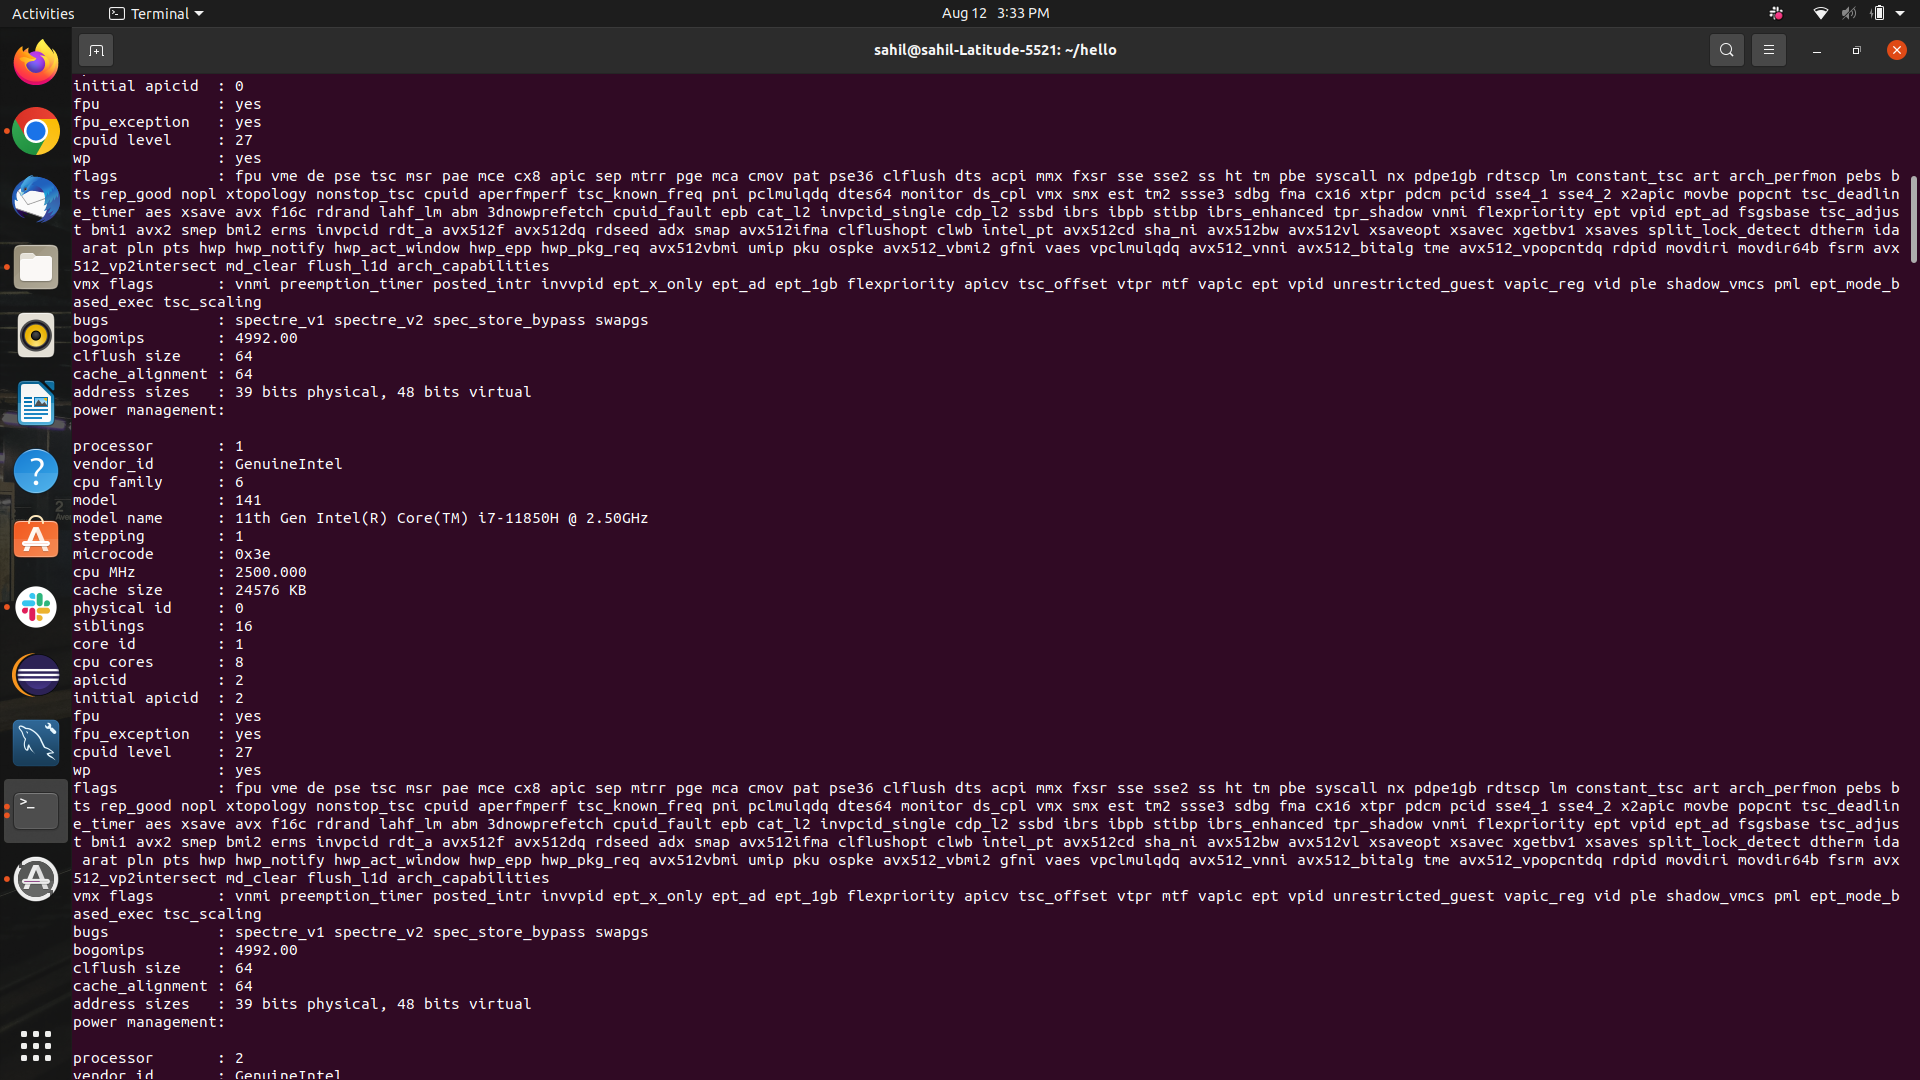 Activities
Terminal
Aug 12 3:33 PM
sahil@sahil-Latitude-5521: ~/hello
initial apicid : 0
fpu : yes
fpu_exception : yes
cpuid level : 27
wp : yes
flags : fpu vme de pse tsc msr pae mce cx8 apic sep mtrr pge mca cmov pat pse36 clflush dts acpi mmx fxsr sse sse2 ss ht tm pbe syscall nx pdpe1gb rdtscp lm constant_tsc art arch_perfmon pebs b
ts rep_good nopl xtopology nonstop_tsc cpuid aperfmperf tsc_known_freq pni pclmulqdq dtes64 monitor ds_cpl vmx smx est tm2 ssse3 sdbg fma cx16 xtpr pdcm pcid sse4_1 sse4_2 x2apic movbe popcnt tsc_deadlin
e_timer aes xsave avx f16c rdrand lahf_lm abm 3dnowprefetch cpuid_fault epb cat_l2 invpcid_single cdp_l2 ssbd ibrs ibpb stibp ibrs_enhanced tpr_shadow vnmi flexpriority ept vpid ept_ad fsgsbase tsc_adjus
t bmi1 avx2 smep bmi2 erms invpcid rdt_a avx512f avx512dq rdseed adx smap avx512ifma clflushopt clwb intel_pt avx512cd sha_ni avx512bw avx512vl xsaveopt xsavec xgetbv1 xsaves split_lock_detect dtherm ida
arat pln pts hwp hwp_notify hwp_act_window hwp_epp hwp_pkg_req avx512vbmi umip pku ospke avx512_vbmi2 gfni vaes vpclmulqdq avx512_vnni avx512_bitalg tme avx512_vpopcntdq rdpid movdiri movdir64b fsrm avx
512_vp2intersect md_clear flush_l1d arch_capabilities
vmx flags : vnmi preemption_timer posted_intr invvpid ept_x_only ept_ad ept_1gb flexpriority apicv tsc_offset vtpr mtf vapic ept vpid unrestricted_guest vapic_reg vid ple shadow_vmcs pml ept_mode_b
ased_exec tsc_scaling
bugs : spectre_v1 spectre_v2 spec_store_bypass swapgs
bogomips : 4992.00
clflush size : 64
cache_alignment : 64
address sizes : 39 bits physical, 48 bits virtual
power management:
processor : 1
vendor_id : GenuineIntel
cpu family : 6
model : 141
model name : 11th Gen Intel(R) Core(TM) i7-11850H @ 2.50GHz
stepping : 1
microcode : 0x3e
cpu MHz : 2500.000
cache size : 24576 KB
physical id : 0
siblings : 16
core id : 1
cpu cores : 8
apicid : 2
initial apicid : 2
fpu : yes
fpu_exception : yes
cpuid level : 27
wp : yes
flags : fpu vme de pse tsc msr pae mce cx8 apic sep mtrr pge mca cmov pat pse36 clflush dts acpi mmx fxsr sse sse2 ss ht tm pbe syscall nx pdpe1gb rdtscp lm constant_tsc art arch_perfmon pebs b
ts rep_good nopl xtopology nonstop_tsc cpuid aperfmperf tsc_known_freq pni pclmulqdq dtes64 monitor ds_cpl vmx smx est tm2 ssse3 sdbg fma cx16 xtpr pdcm pcid sse4_1 sse4_2 x2apic movbe popcnt tsc_deadlin
e_timer aes xsave avx f16c rdrand lahf_lm abm 3dnowprefetch cpuid_fault epb cat_l2 invpcid_single cdp_l2 ssbd ibrs ibpb stibp ibrs_enhanced tpr_shadow vnmi flexpriority ept vpid ept_ad fsgsbase tsc_adjus
t bmi1 avx2 smep bmi2 erms invpcid rdt_a avx512f avx512dq rdseed adx smap avx512ifma clflushopt clwb intel_pt avx512cd sha_ni avx512bw avx512vl xsaveopt xsavec xgetbv1 xsaves split_lock_detect dtherm ida
arat pln pts hwp hwp_notify hwp_act_window hwp_epp hwp_pkg_req avx512vbmi umip pku ospke avx512_vbmi2 gfni vaes vpclmulqdq avx512_vnni avx512_bitalg tme avx512_vpopcntdq rdpid movdiri movdir64b fsrm avx
512_vp2intersect md_clear flush_l1d arch_capabilities
vmx flags : vnmi preemption_timer posted_intr invvpid ept_x_only ept_ad ept_1gb flexpriority apicv tsc_offset vtpr mtf vapic ept vpid unrestricted_guest vapic_reg vid ple shadow_vmcs pml ept_mode_b
ased_exec tsc_scaling
bugs : spectre_v1 spectre_v2 spec_store_bypass swapgs
bogomips : 4992.00
clflush size : 64
cache_alignment : 64
address sizes : 39 bits physical, 48 bits virtual
power management:
processor : 2
vendor_id : GenuineIntel